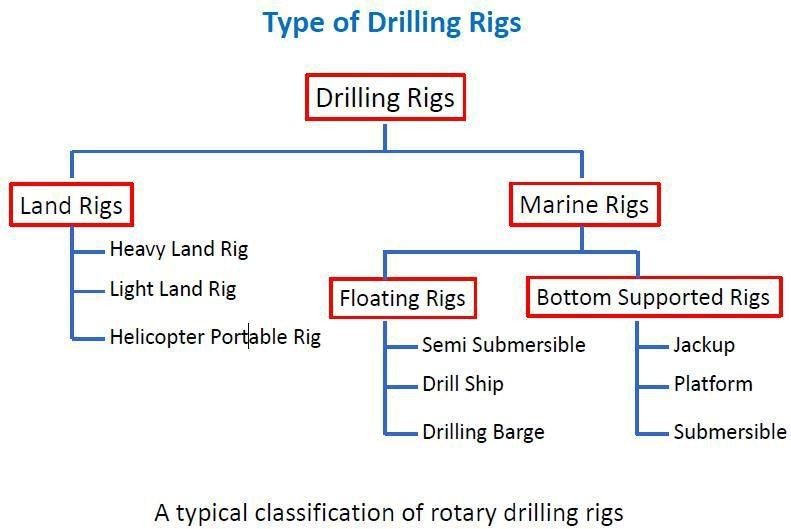 Type of Drilling Rigs
Drilling Rigs
Land Rigs
Marine Rigs
Heavy Land Rig
Light Land Rig
Helicopter Portable Rig
Floating Rigs
Bottom Supported Rigs
Semi Submersible
Drill Ship
Drilling Barge
Jackup
Platform
Submersible
A typical classification of rotary drilling rigs